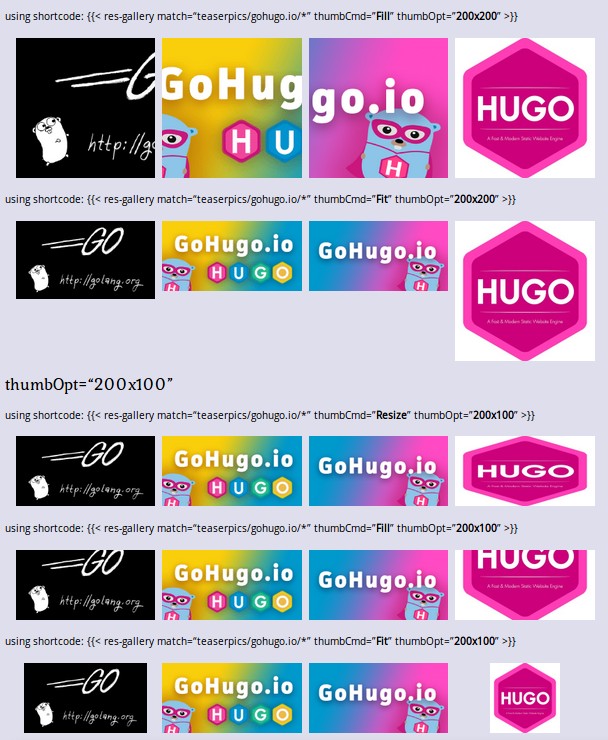 using shortcode: {{< res-gallery match="teaserpics/gohugo.io/*" thumbCmd="Fill" thumbOpt="200x200" >}}
G GoHug go.io HUGO
http://go H U H A Fast & Modern Static Website Engine
using shortcode: {{< res-gallery match="teaserpics/gohugo.io/*" thumbCmd="Fit" thumbOpt="200x200" >}}
GO GoHugo.io GoHugo.io HUGO
http://golang.org H H U G O H A Fast & Modern Static Website Engine
thumbOpt=“200x100”
using shortcode: {{< res-gallery match="teaserpics/gohugo.io/*" thumbCmd="Resize" thumbOpt="200x100" >}}
GO GoHugo.io GoHugo.io HUGO
http://golang.org H H U G O H A Fast & Modern Static Website Engine
using shortcode: {{< res-gallery match="teaserpics/gohugo.io/*" thumbCmd="Fill" thumbOpt="200x100" >}}
GO GoHugo.io GoHugo.io HUGO
http://golang.org H H U G O H A Fast & Modern Static Website Engine
using shortcode: {{< res-gallery match="teaserpics/gohugo.io/*" thumbCmd="Fit" thumbOpt="200x100" >}}
GO GoHugo.io GoHugo.io HUGO
http://golang.org H H U G O H